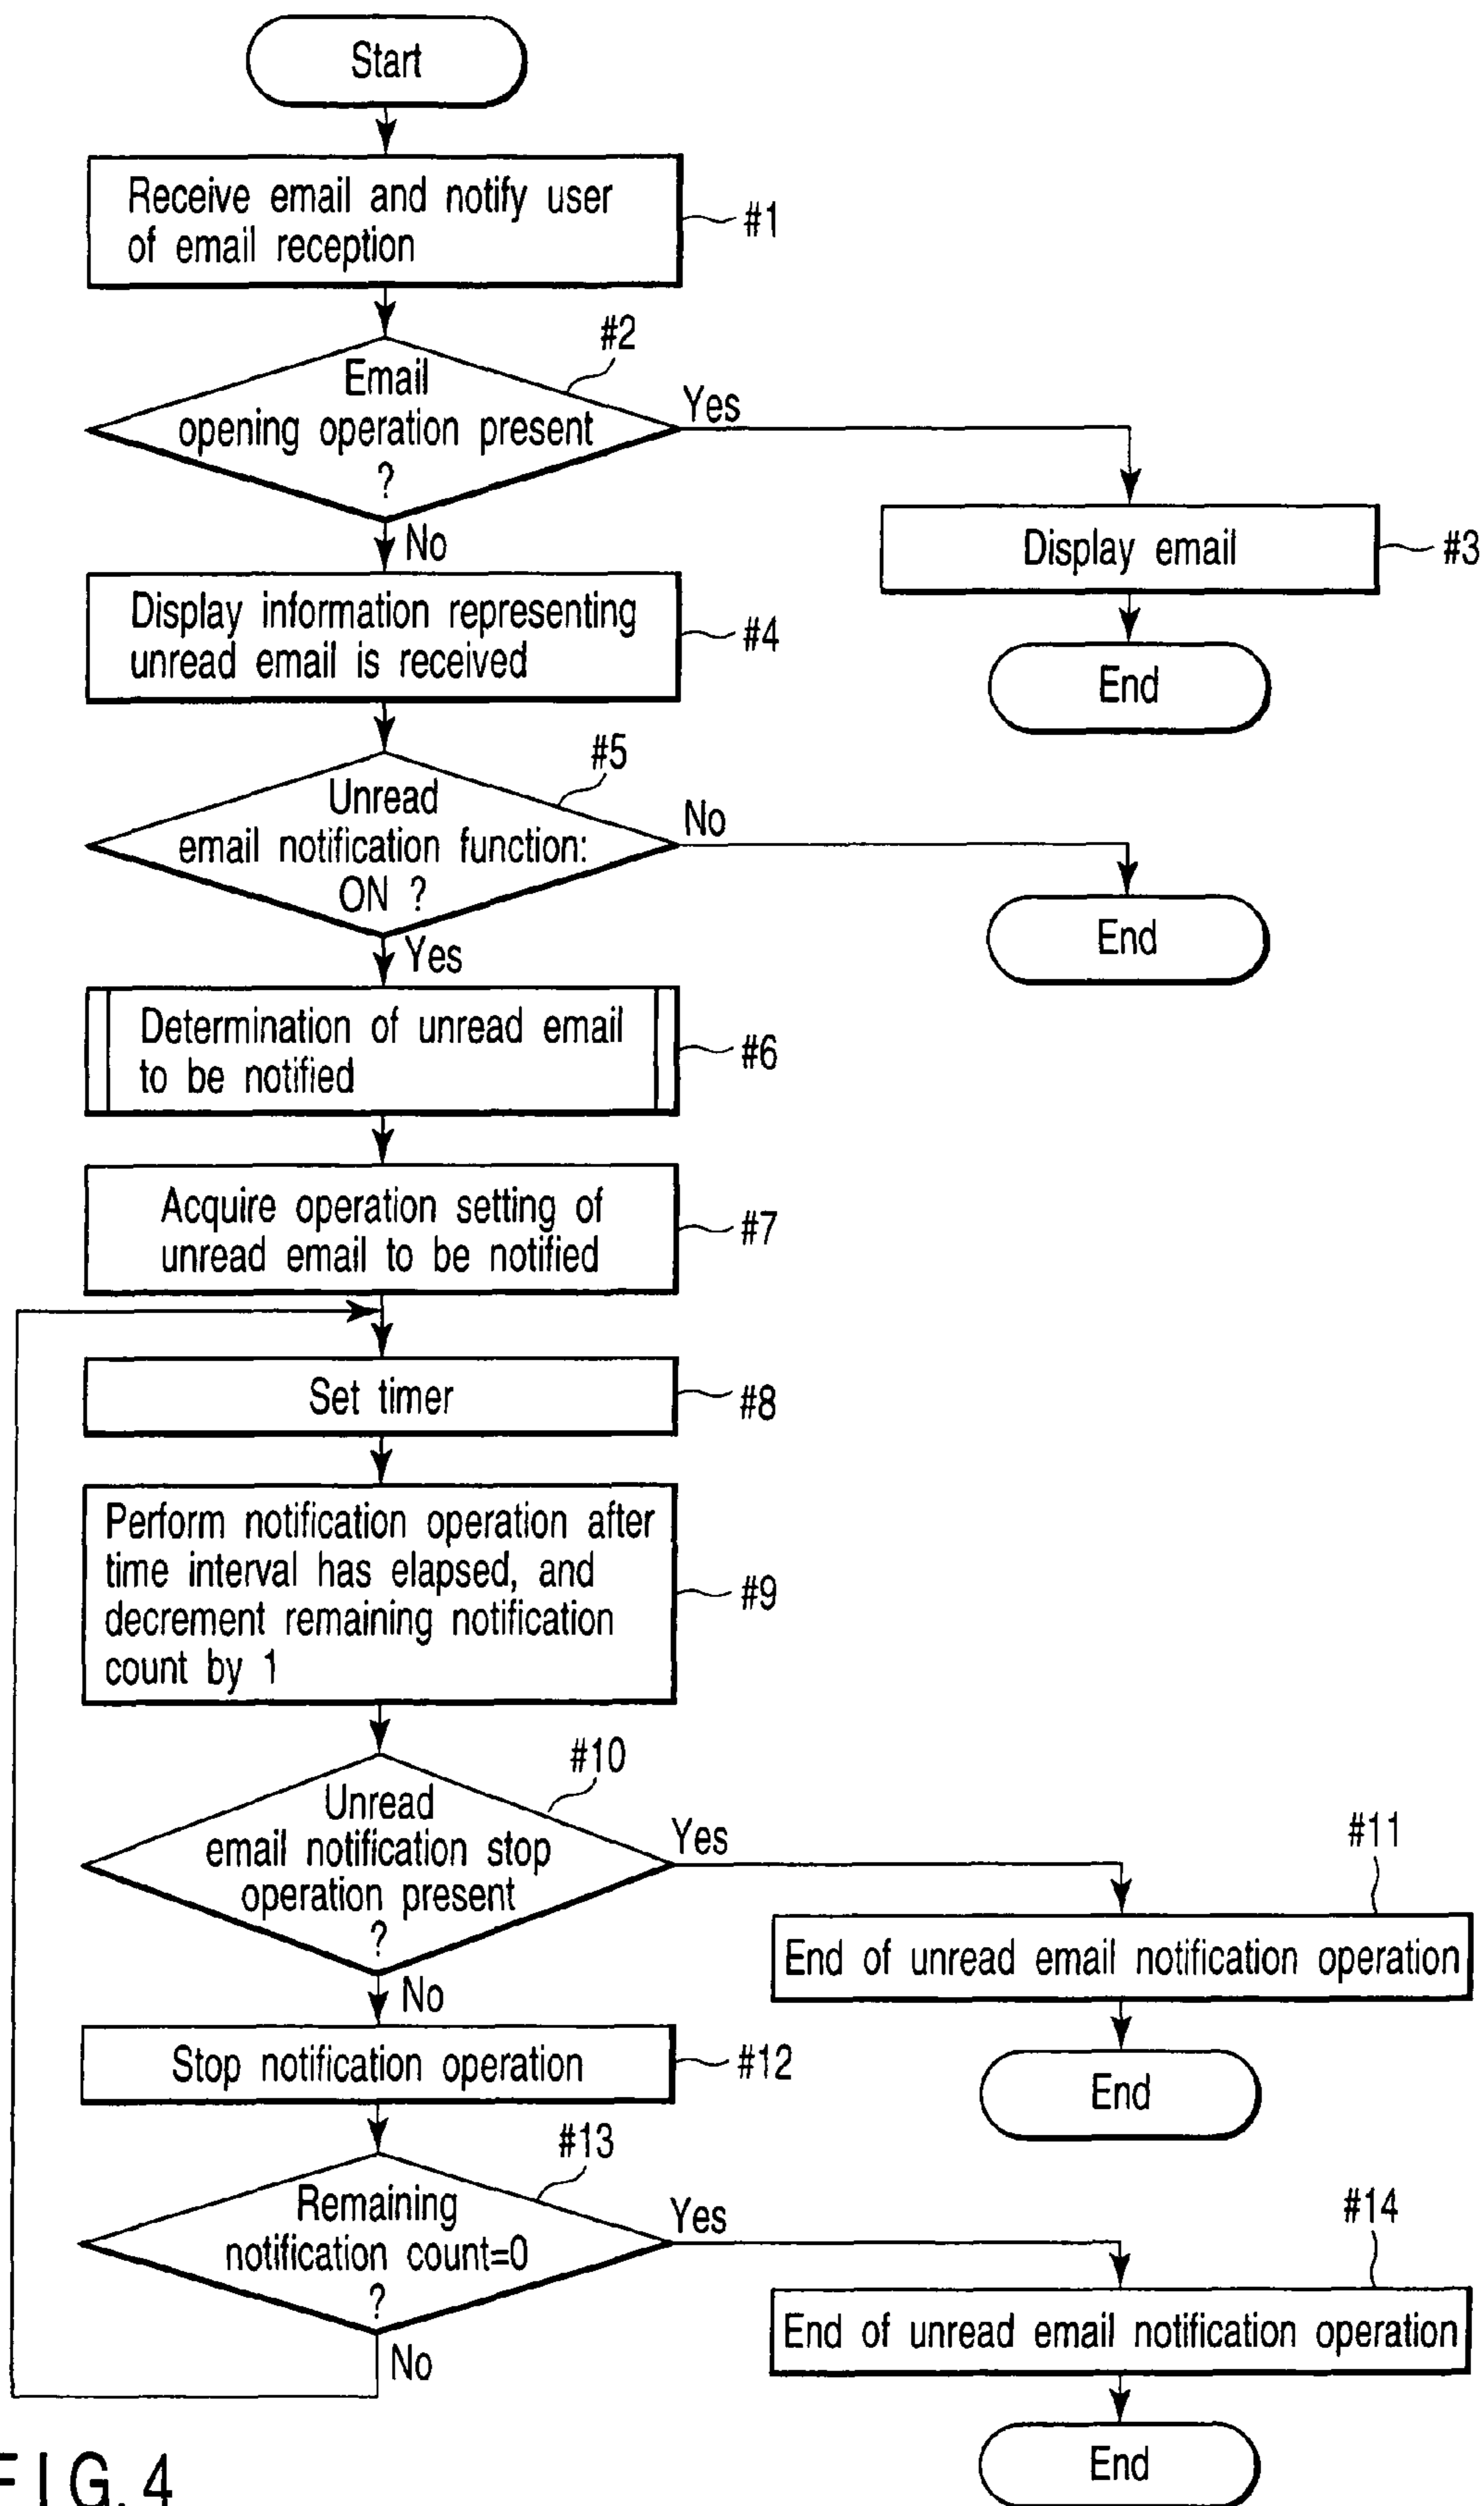 Start
Receive email and notify user
of email reception
#1
#2
Email
opening operation present
?
Yes
No
Display email
#3
End
Display information representing
unread email is received
#4
#5
Unread
email notification function:
ON ?
No
End
Yes
Determination of unread email
to be notified
#6
Acquire operation setting of
unread email to be notified
#7
Set timer
#8
Perform notification operation after
time interval has elapsed, and
decrement remaining notification
count by 1
#9
#10
Unread
email notification stop
operation present
?
Yes
#11
End of unread email notification operation
End
No
Stop notification operation
#12
#13
Remaining
notification count=0
?
Yes
#14
End of unread email notification operation
End
No
FIG. 4